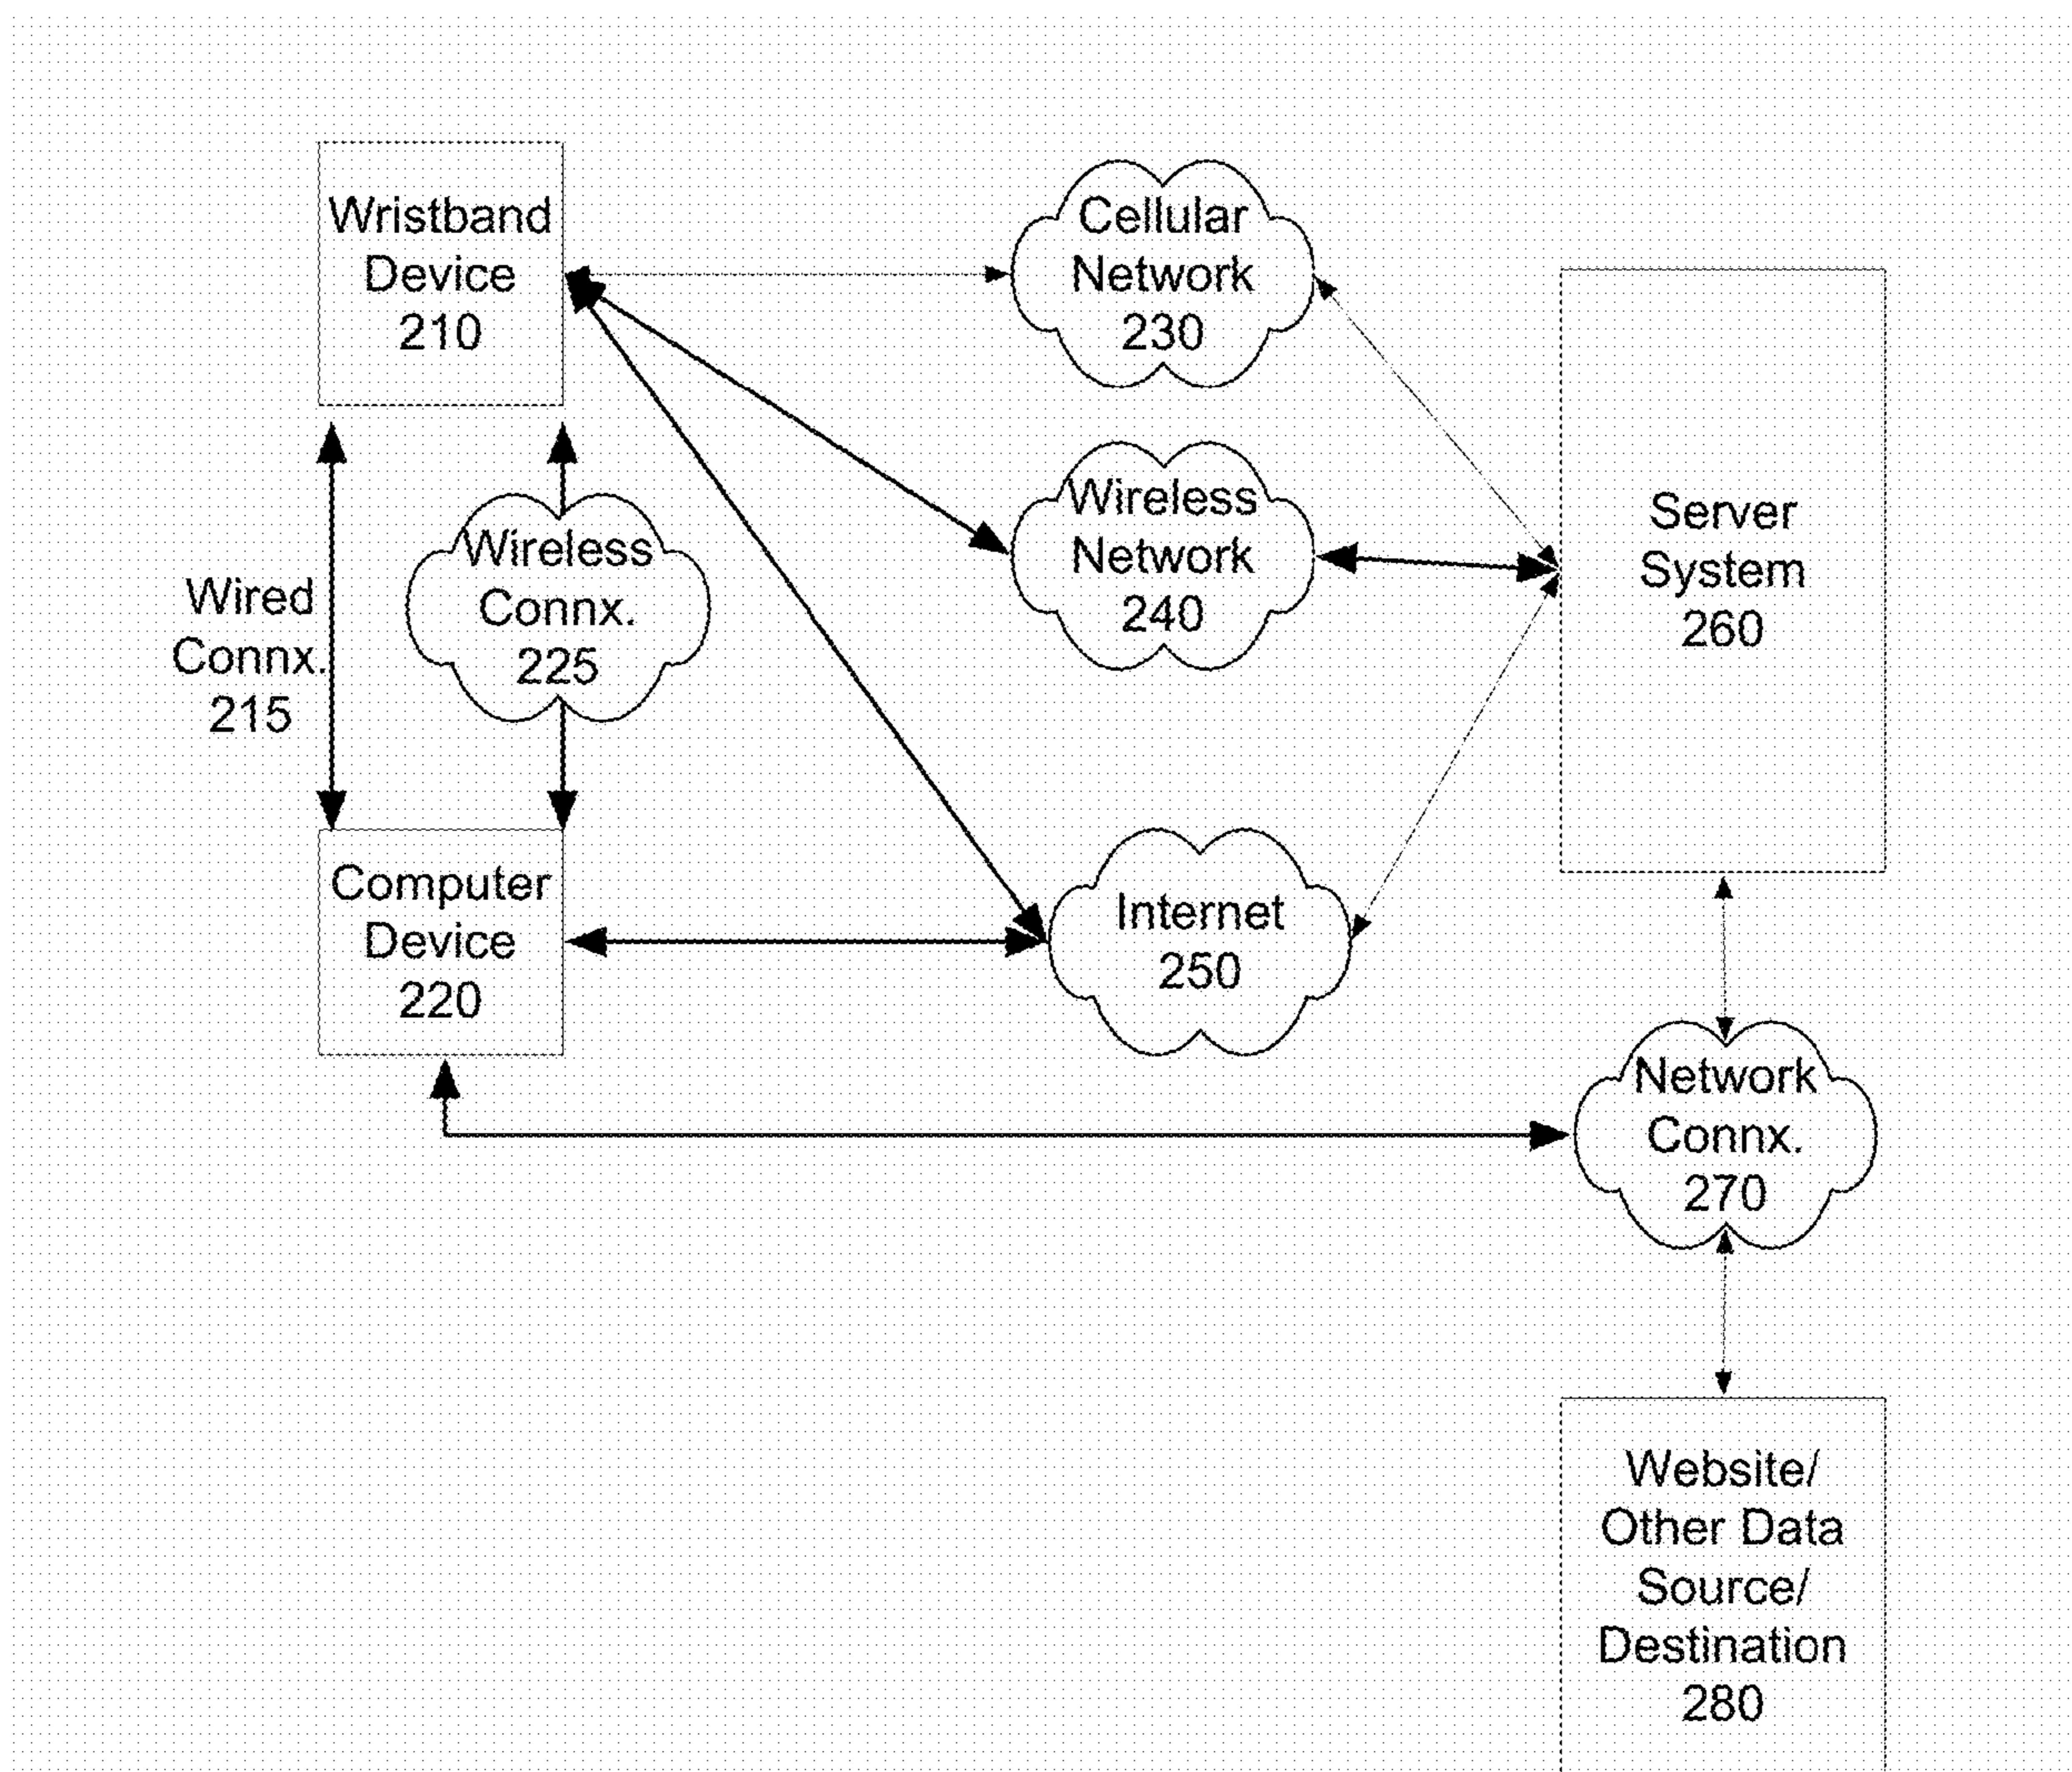 Wristband
Device
210
Cellular
Network
230
Wired
Connx.
215
Wireless
Connx.
225
Wireless
Network
240
Server
System
260
Computer
Device
220
Internet
250
Network
Connx.
270
Website/
Other Data
Source/
Destination
280